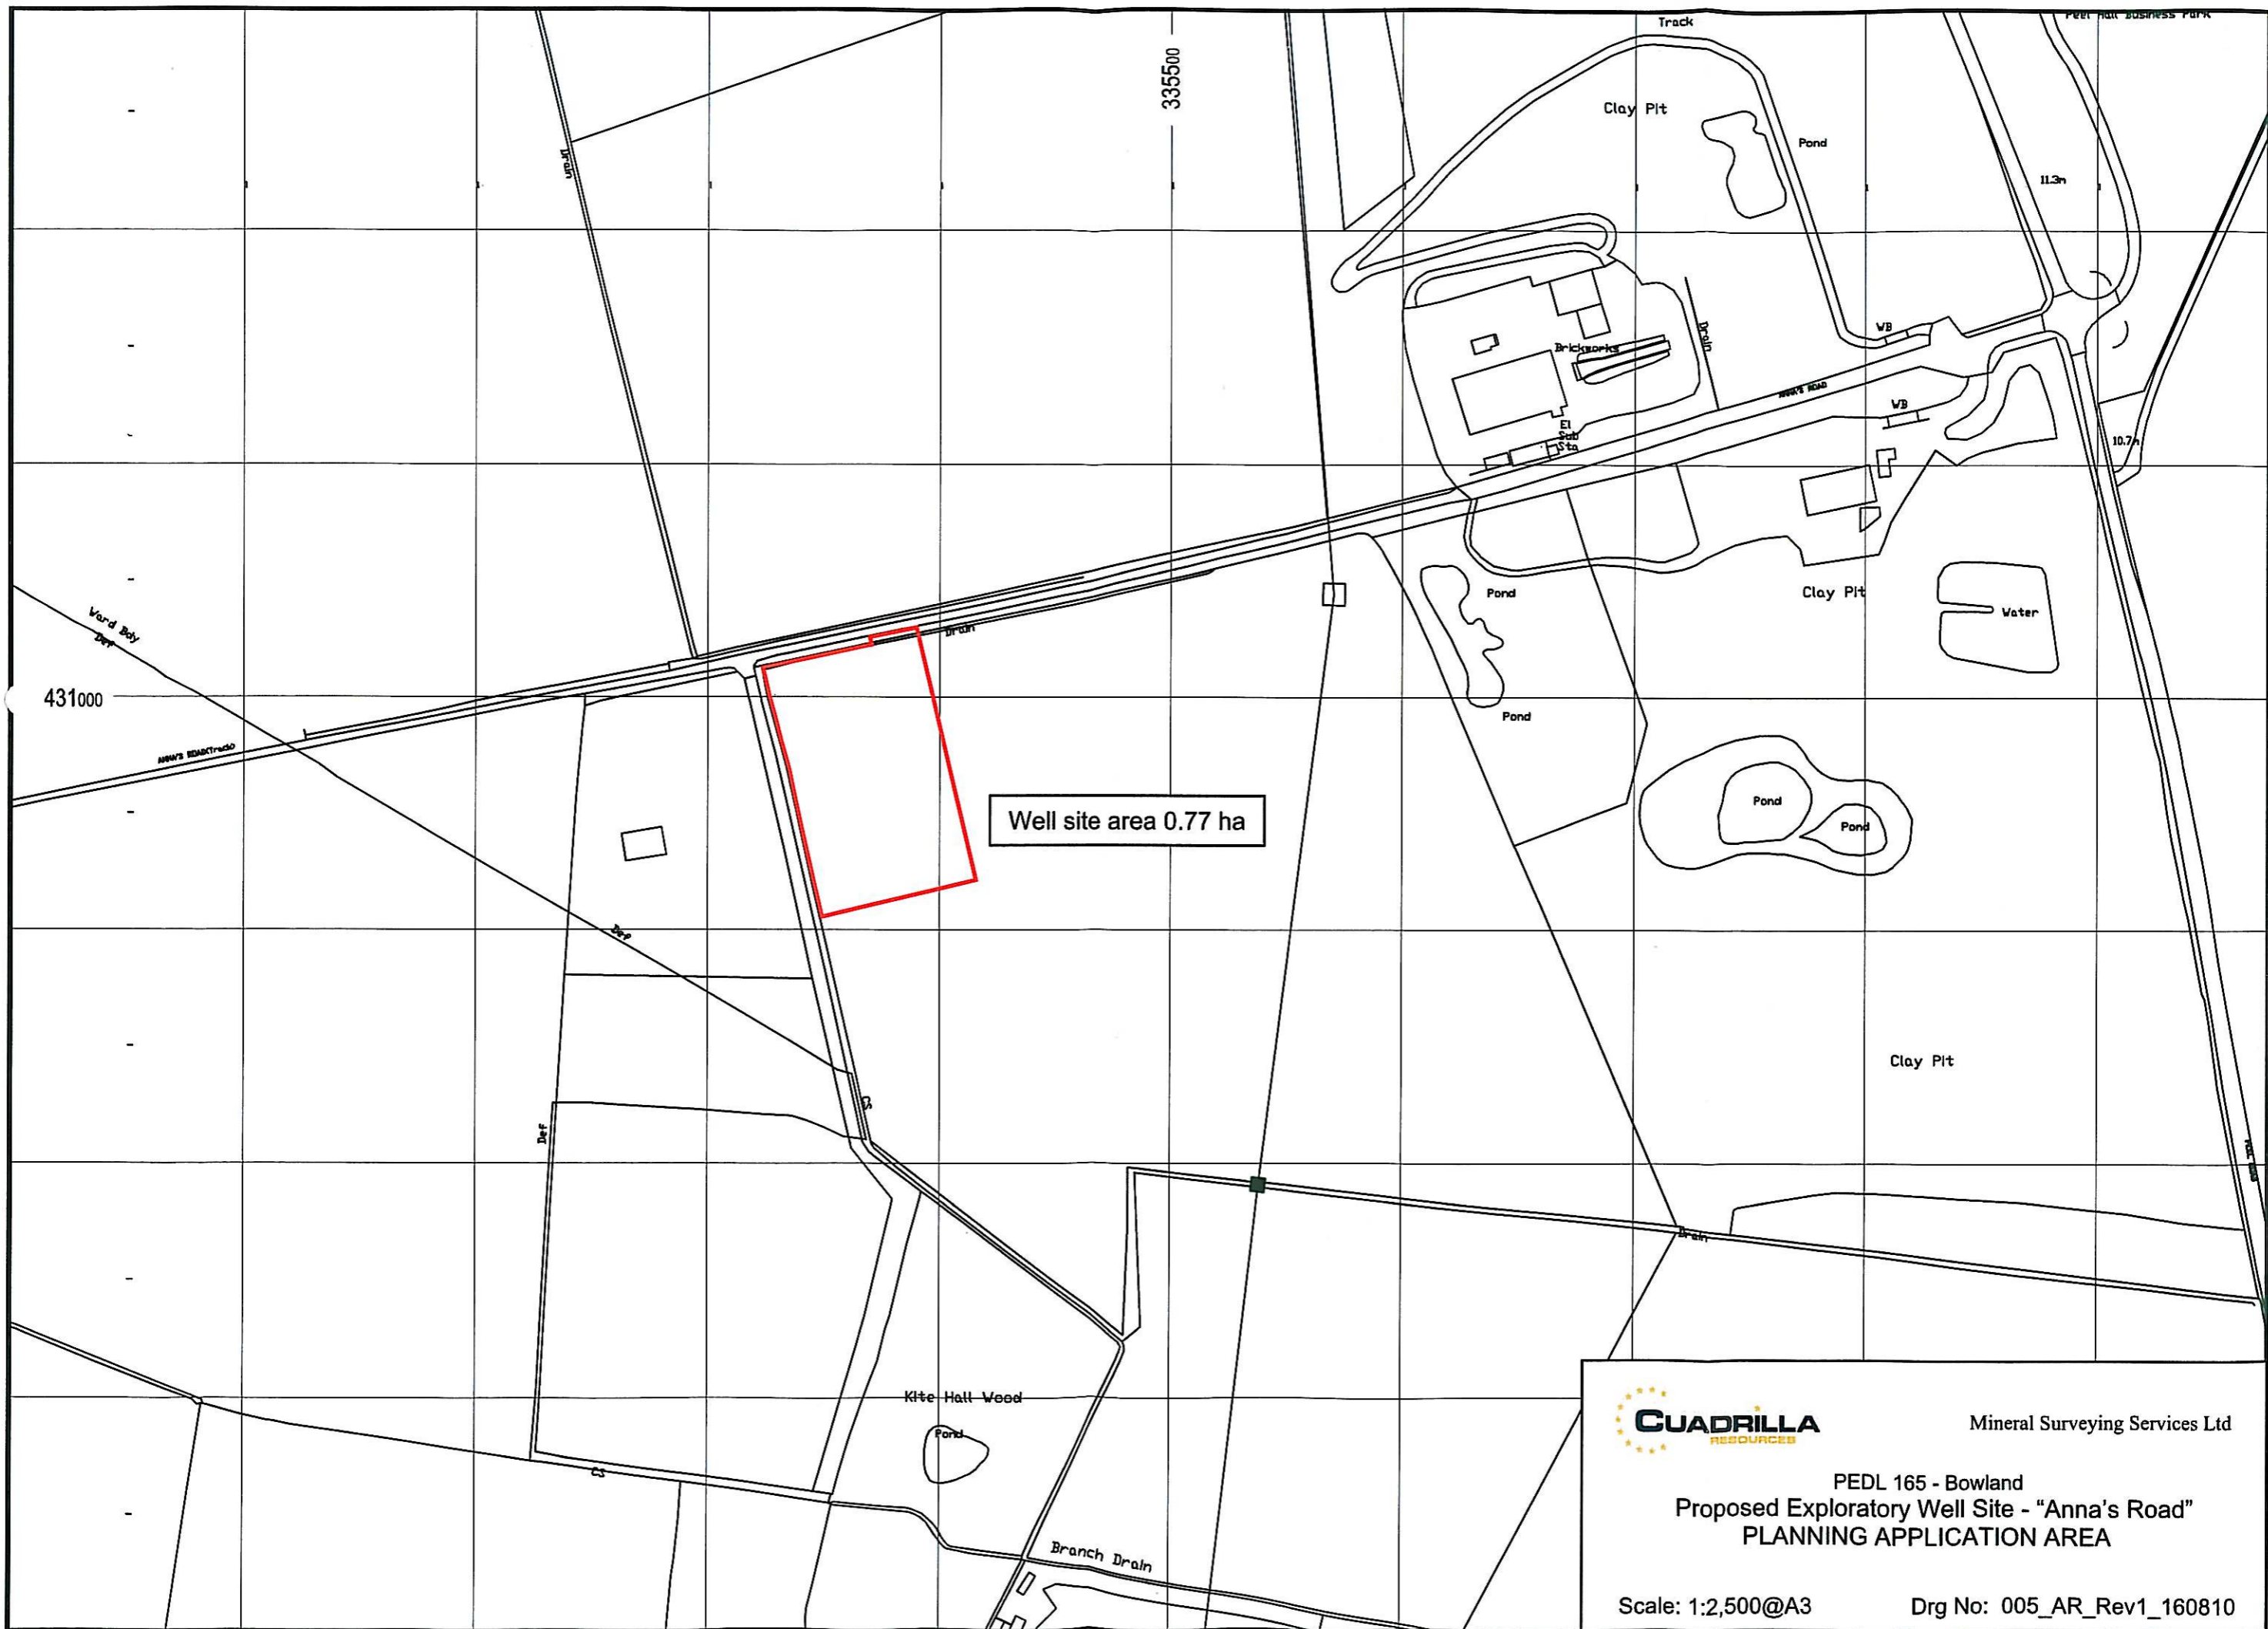 Track
Peel Hall Business Park
335500
Clay Pit
Pond
Drain
11.3m
WB
Drain
Brickworks
ANNA'S ROAD
WB
El
Sub
Sta
10.7m
Pond
Clay Pit
Water
Ward Bdy
Def
Drain
431000
Pond
ANNA'S ROAD(Track)
Well site area 0.77 ha
Pond
Pond
Def
Clay Pit
CS
Def
Drain
Kite Hall Wood
Pond
CS
Branch Drain
CUADRILLA
RESOURCES
Mineral Surveying Services Ltd
PEDL 165 - Bowland
Proposed Exploratory Well Site - “Anna's Road”
PLANNING APPLICATION AREA
Scale: 1:2,500@A3
Drg No: 005_AR_Rev1_160810